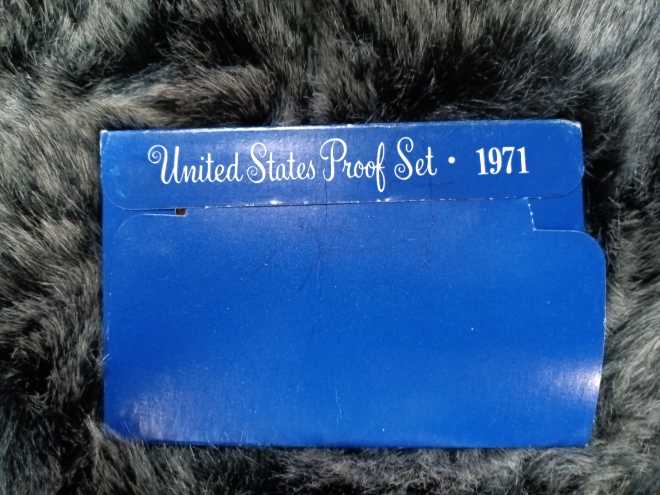 United States Proof Set • 1971